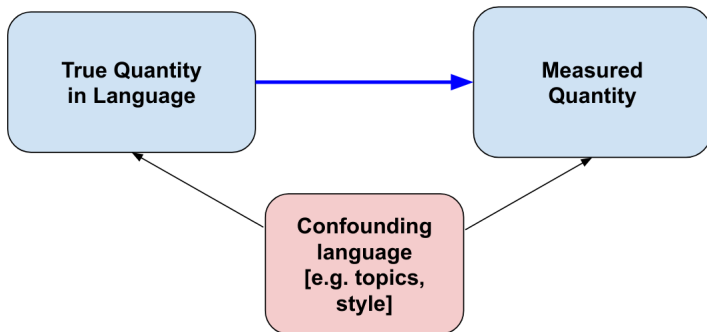 True Quantity
in Language
Measured
Quantity
Confounding
language
[e.g. topics,
style]